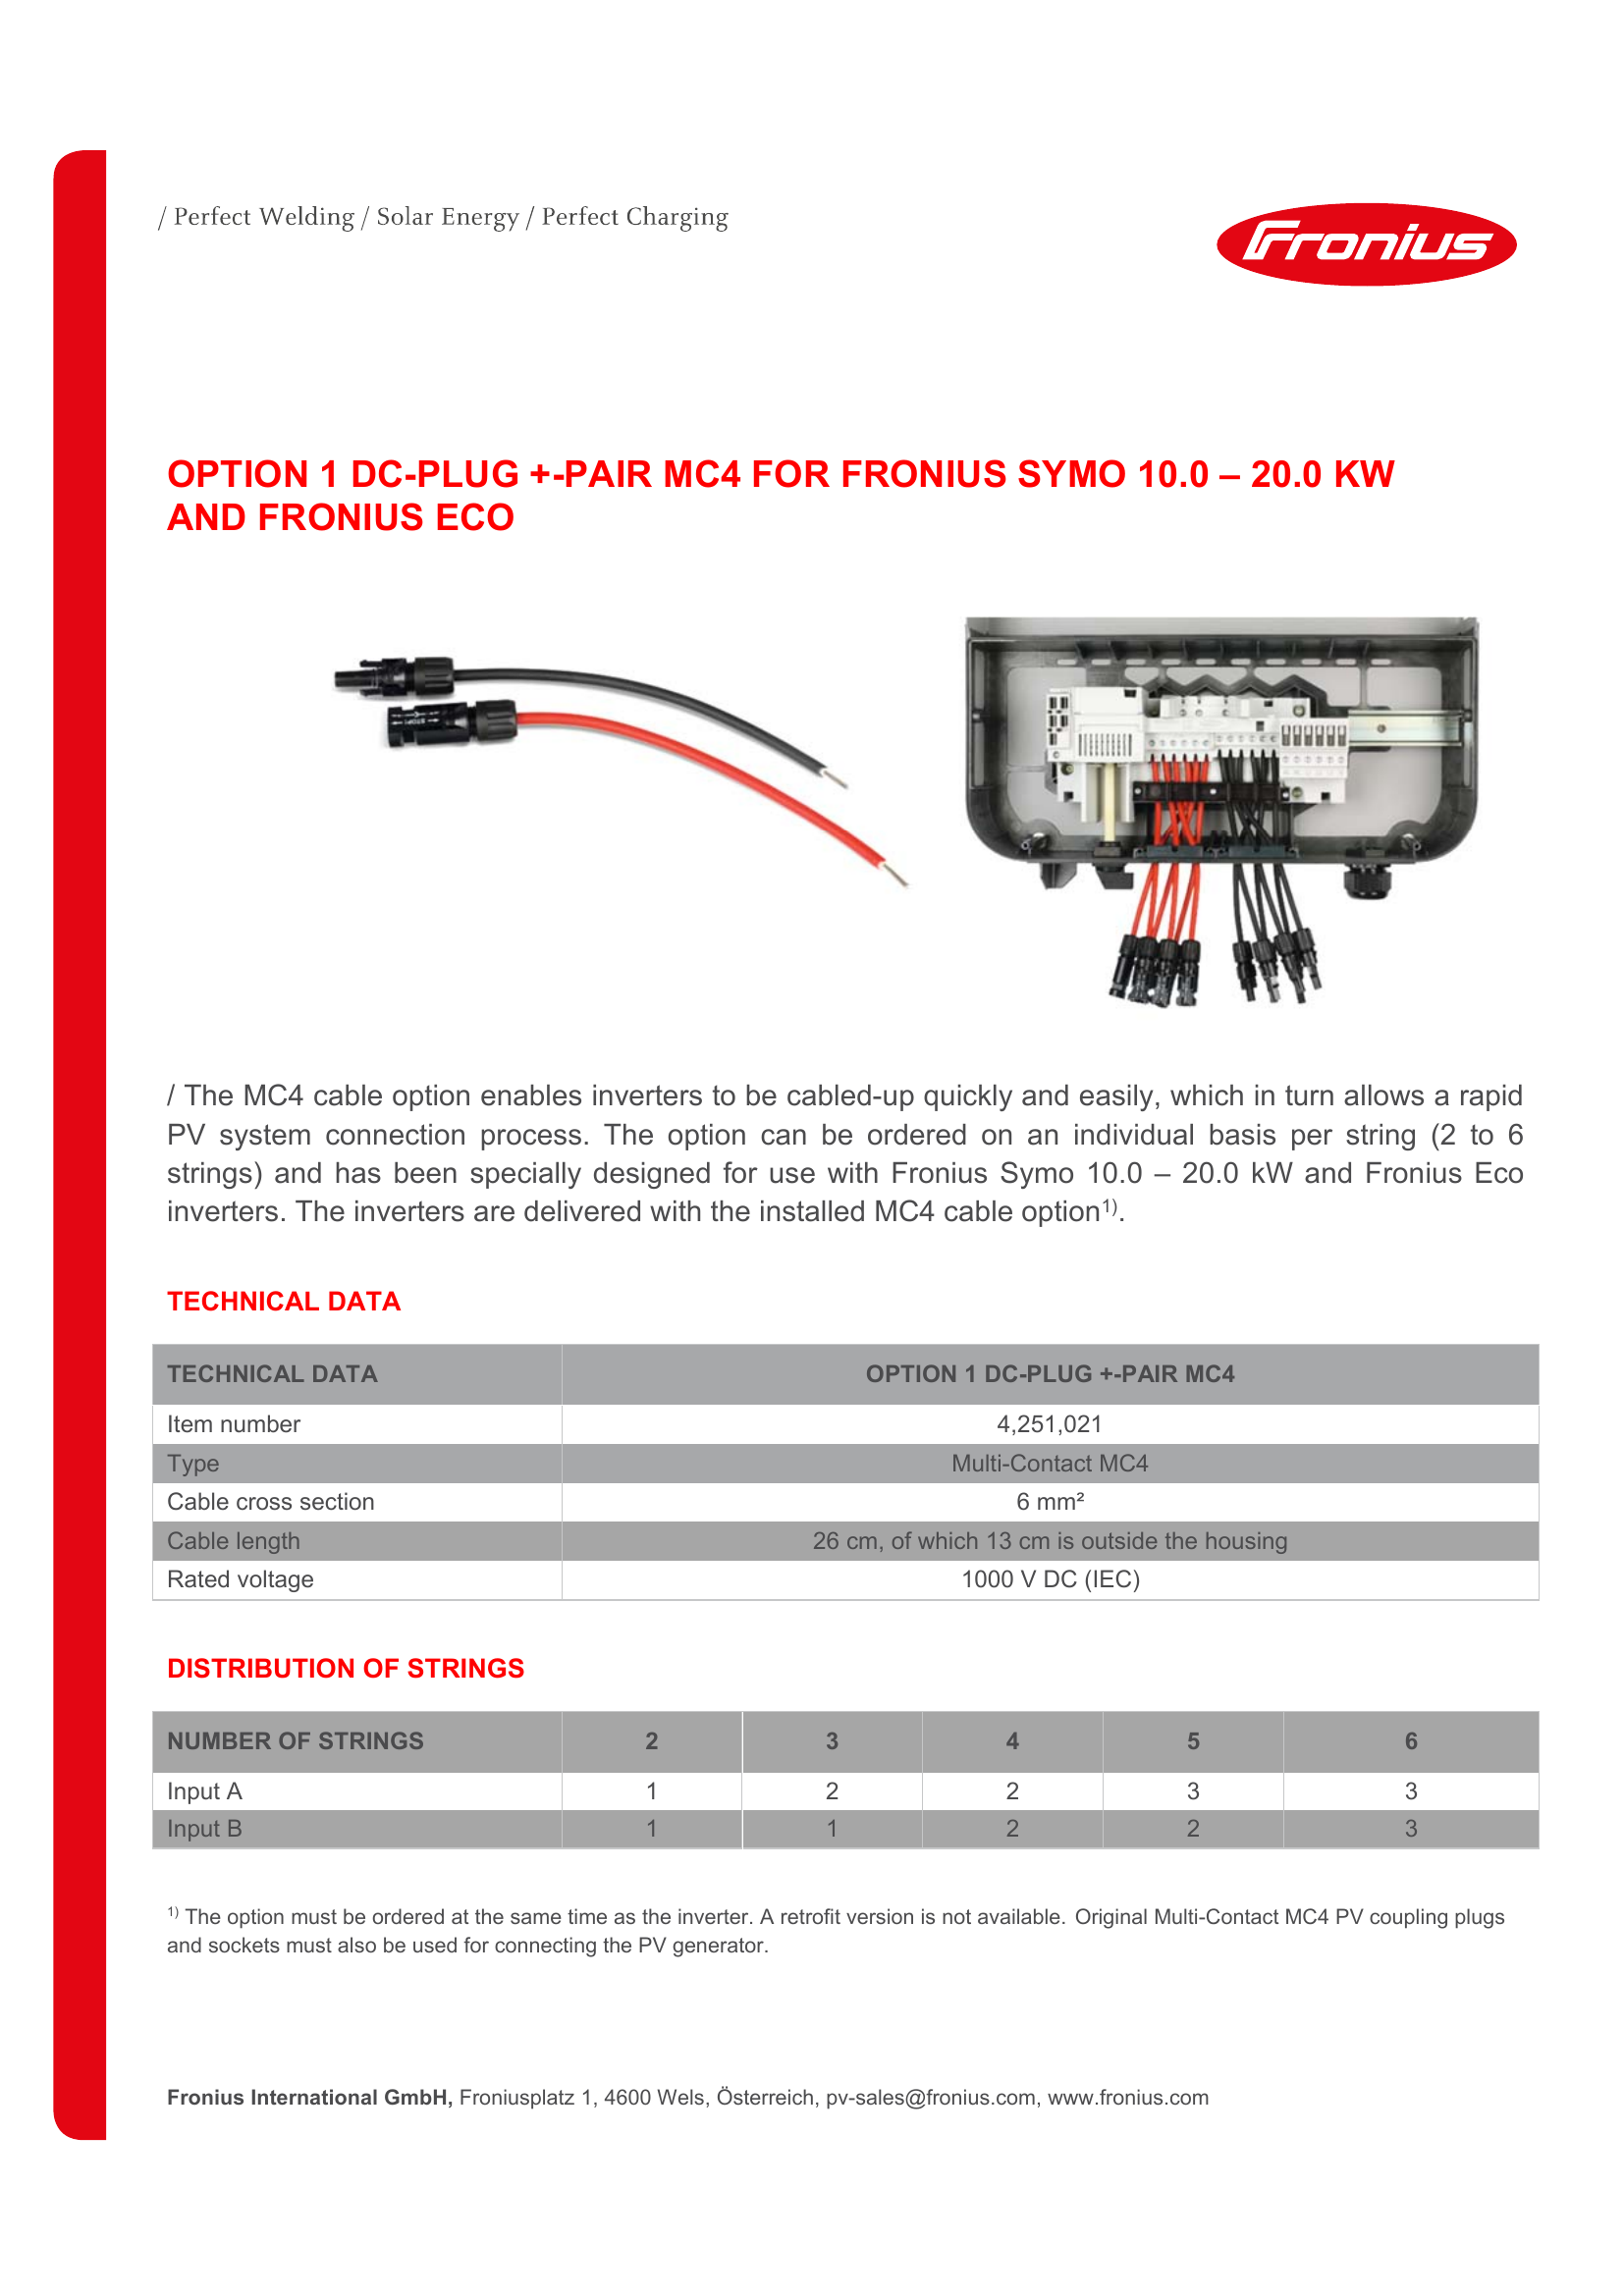 / Perfect Welding / Solar Energy / Perfect Charging
Fronius
OPTION 1 DC-PLUG +-PAIR MC4 FOR FRONIUS SYMO 10.0 – 20.0 KW
AND FRONIUS ECO
/ The MC4 cable option enables inverters to be cabled-up quickly and easily, which in turn allows a rapid
PV system connection process. The option can be ordered on an individual basis per string (2 to 6
strings) and has been specially designed for use with Fronius Symo 10.0 – 20.0 kW and Fronius Eco
inverters. The inverters are delivered with the installed MC4 cable option¹⁾.
TECHNICAL DATA
TECHNICAL DATA OPTION 1 DC-PLUG +-PAIR MC4
Item number 4,251,021
Type Multi-Contact MC4
Cable cross section 6 mm²
Cable length 26 cm, of which 13 cm is outside the housing
Rated voltage 1000 V DC (IEC)
DISTRIBUTION OF STRINGS
NUMBER OF STRINGS 2 3 4 5 6
Input A 1 2 2 3 3
Input B 1 1 2 2 3
¹⁾ The option must be ordered at the same time as the inverter. A retrofit version is not available. Original Multi-Contact MC4 PV coupling plugs
and sockets must also be used for connecting the PV generator.
Fronius International GmbH, Froniusplatz 1, 4600 Wels, Österreich, pv-sales@fronius.com, www.fronius.com